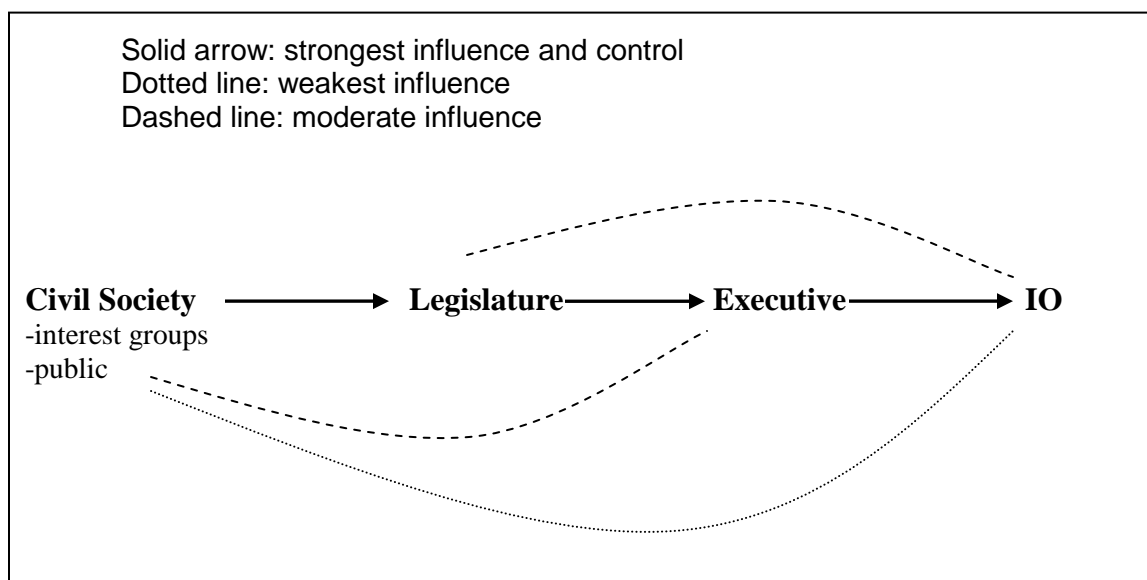 Solid arrow: strongest influence and control
Dotted line: weakest influence
Dashed line: moderate influence
Civil Society Legislature Executive IO
-interest groups
-public